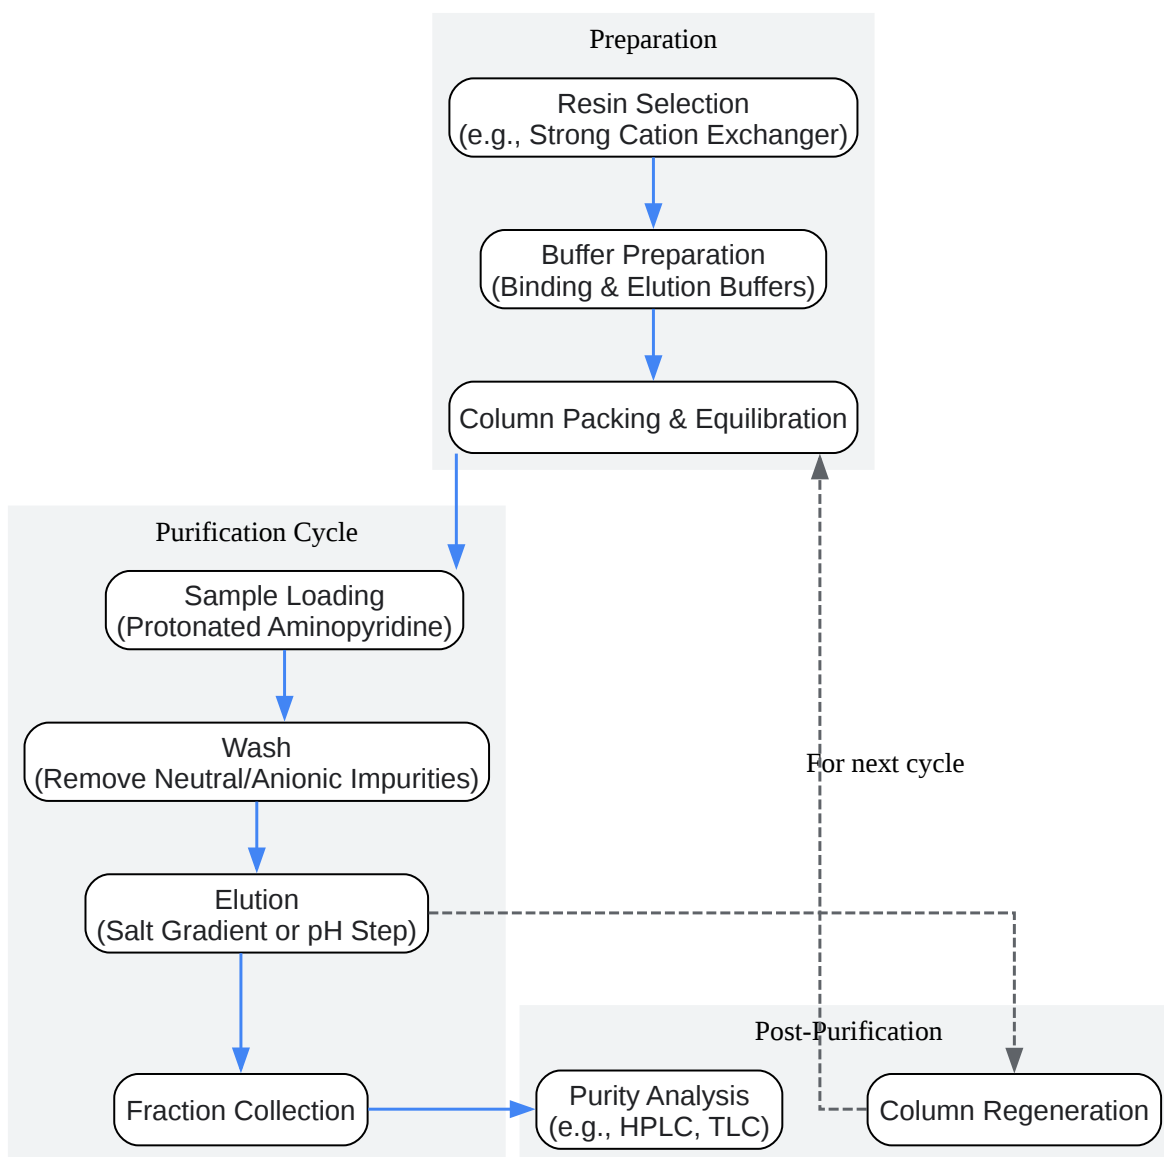 Preparation
Resin Selection
(e.g., Strong Cation Exchanger)
Buffer Preparation
(Binding & Elution Buffers)
Column Packing & Equilibration
Purification Cycle
Sample Loading
(Protonated Aminopyridine)
Wash
(Remove Neutral/Anionic Impurities)
For next cycle
Elution
(Salt Gradient or pH Step)
Fraction Collection
Post-Purification
Purity Analysis
(e.g., HPLC, TLC)
Column Regeneration